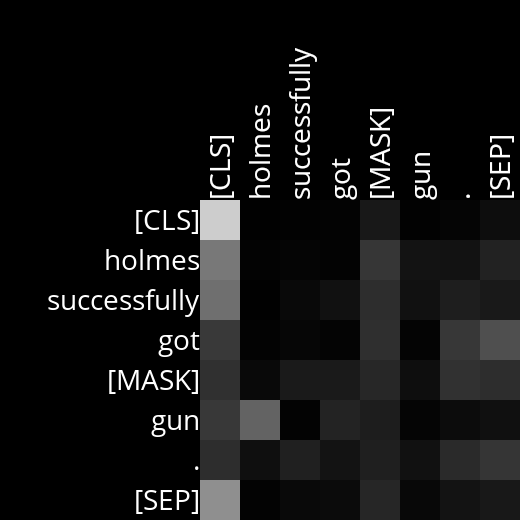 [CLS] holmes successfully got [MASK] gun . [SEP]
[CLS]
holmes
successfully
got
[MASK]
gun
.
[SEP]